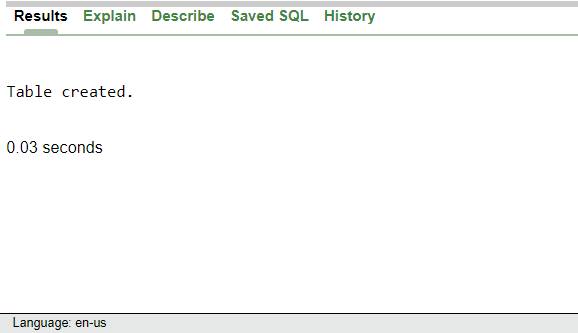 Results Explain Describe Saved SQL History
Table created.
0.03 seconds
Language: en-us